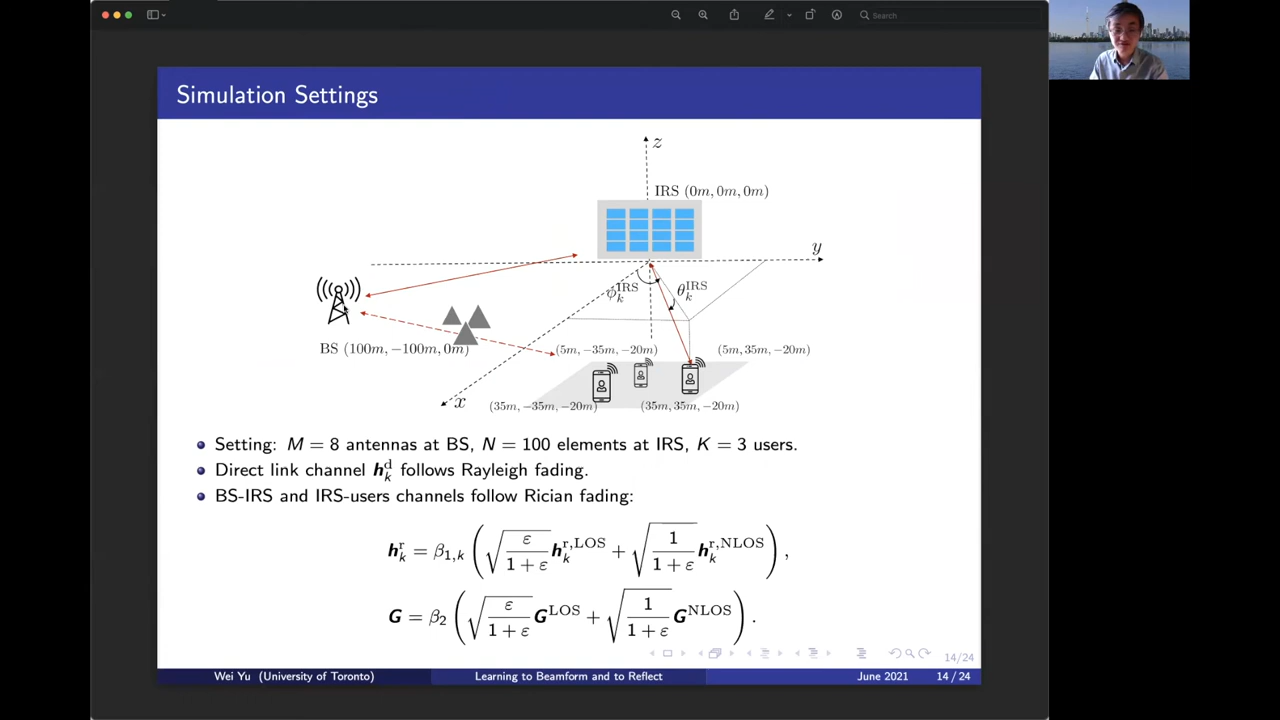 Search
Simulation Settings
z
IRS (0m, 0m, 0m)
y
ϕ_k^IRS
θ_k^IRS
BS (100m, −100m, 0m)
(5m, −35m, −20m)
(5m, 35m, −20m)
x
(35m, −35m, −20m)
(35m, 35m, −20m)
Setting: M = 8 antennas at BS, N = 100 elements at IRS, K = 3 users.
Direct link channel h_k^d follows Rayleigh fading.
BS-IRS and IRS-users channels follow Rician fading:
h_k^r = β_{1,k} ( √(ε/(1+ε)) h_k^{r,LOS} + √(1/(1+ε)) h_k^{r,NLOS} ) ,
G = β_2 ( √(ε/(1+ε)) G^LOS + √(1/(1+ε)) G^NLOS ) .
14/24
Wei Yu (University of Toronto) Learning to Beamform and to Reflect June 2021 14 / 24